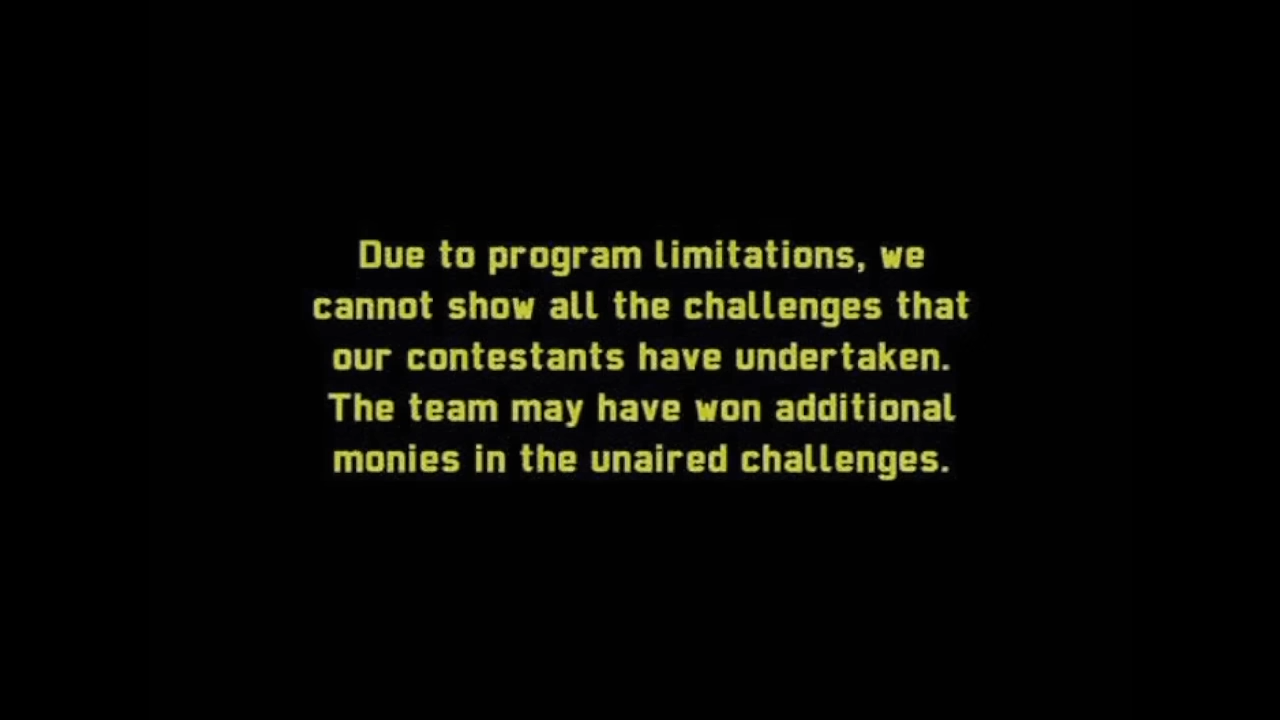 Due to program limitations, we
cannot show all the challenges that
our contestants have undertaken.
The team may have won additional
monies in the unaired challenges.